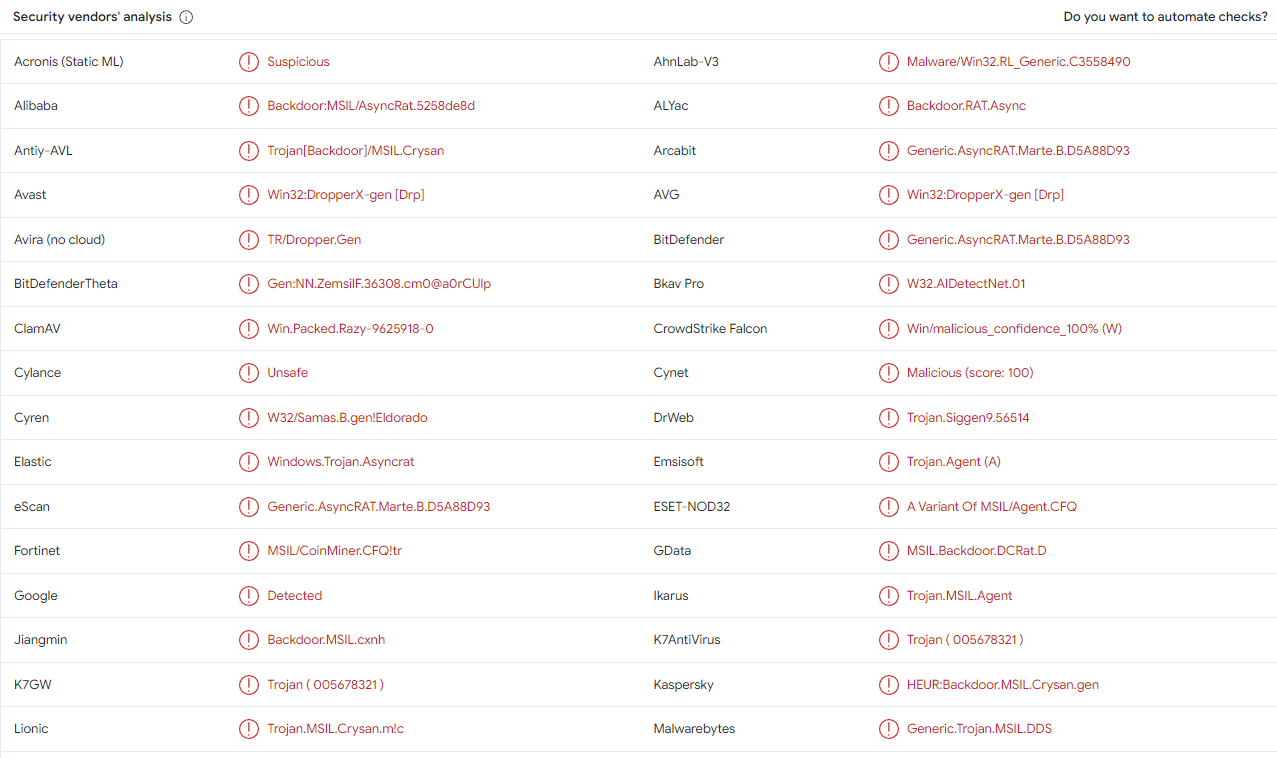 Security vendors' analysis Do you want to automate checks?
Acronis (Static ML) Suspicious AhnLab-V3 Malware/Win32.RL_Generic.C3558490
Alibaba Backdoor:MSIL/AsyncRat.5258de8d ALYac Backdoor.RAT.Async
Antiy-AVL Trojan[Backdoor]/MSIL.Crysan Arcabit Generic.AsyncRAT.Marte.B.D5A88D93
Avast Win32:DropperX-gen [Drp] AVG Win32:DropperX-gen [Drp]
Avira (no cloud) TR/Dropper.Gen BitDefender Generic.AsyncRAT.Marte.B.D5A88D93
BitDefenderTheta Gen:NN.ZemsilF.36308.cm0@a0rCUlp Bkav Pro W32.AIDetectNet.01
ClamAV Win.Packed.Razy-9625918-0 CrowdStrike Falcon Win/malicious_confidence_100% (W)
Cylance Unsafe Cynet Malicious (score: 100)
Cyren W32/Samas.B.gen!Eldorado DrWeb Trojan.Siggen9.56514
Elastic Windows.Trojan.Asyncrat Emsisoft Trojan.Agent (A)
eScan Generic.AsyncRAT.Marte.B.D5A88D93 ESET-NOD32 A Variant Of MSIL/Agent.CFQ
Fortinet MSIL/CoinMiner.CFQ!tr GData MSIL.Backdoor.DCRat.D
Google Detected Ikarus Trojan.MSIL.Agent
Jiangmin Backdoor.MSIL.cxnh K7AntiVirus Trojan ( 005678321 )
K7GW Trojan ( 005678321 ) Kaspersky HEUR:Backdoor.MSIL.Crysan.gen
Lionic Trojan.MSIL.Crysan.m!c Malwarebytes Generic.Trojan.MSIL.DDS